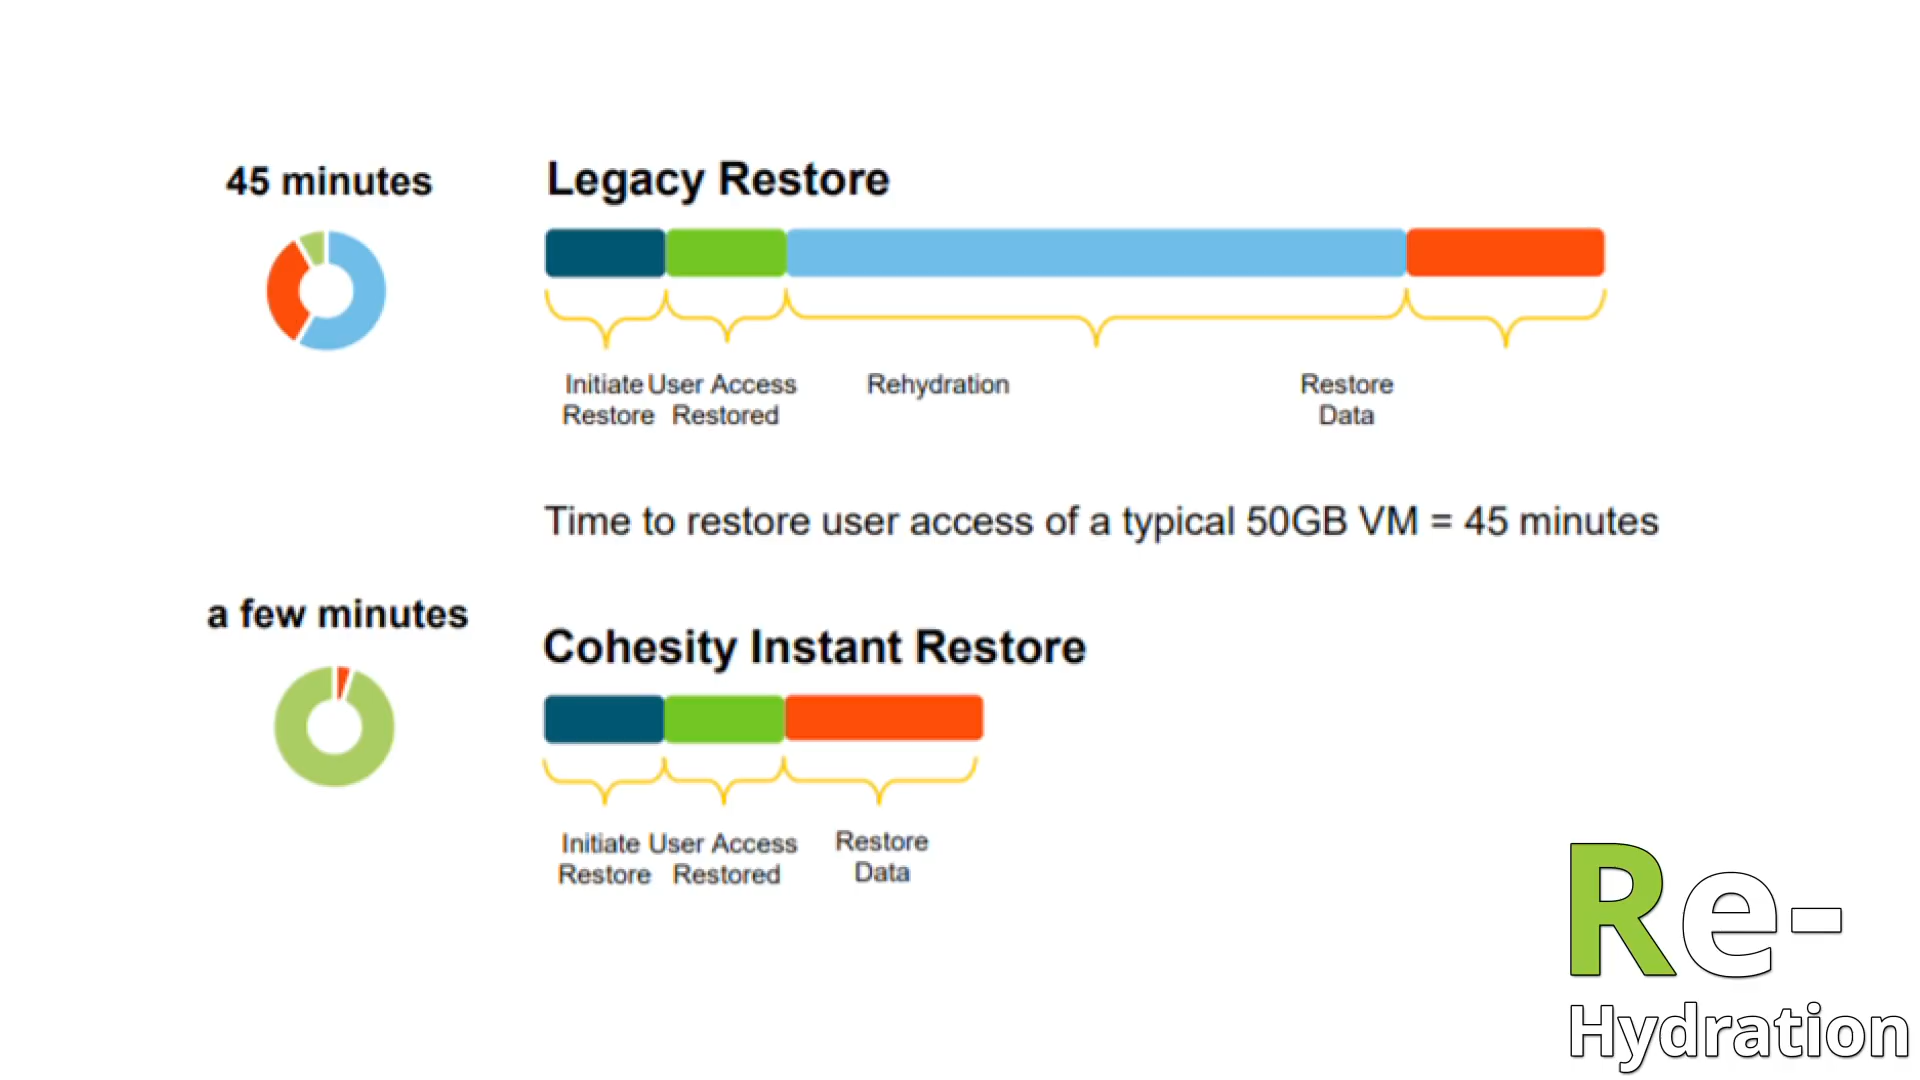 45 minutes
Legacy Restore
Initiate User Access Rehydration Restore
Restore Restored Data
Time to restore user access of a typical 50GB VM = 45 minutes
a few minutes
Cohesity Instant Restore
Initiate User Access Restore
Restore Restored Data
Re-
Hydration